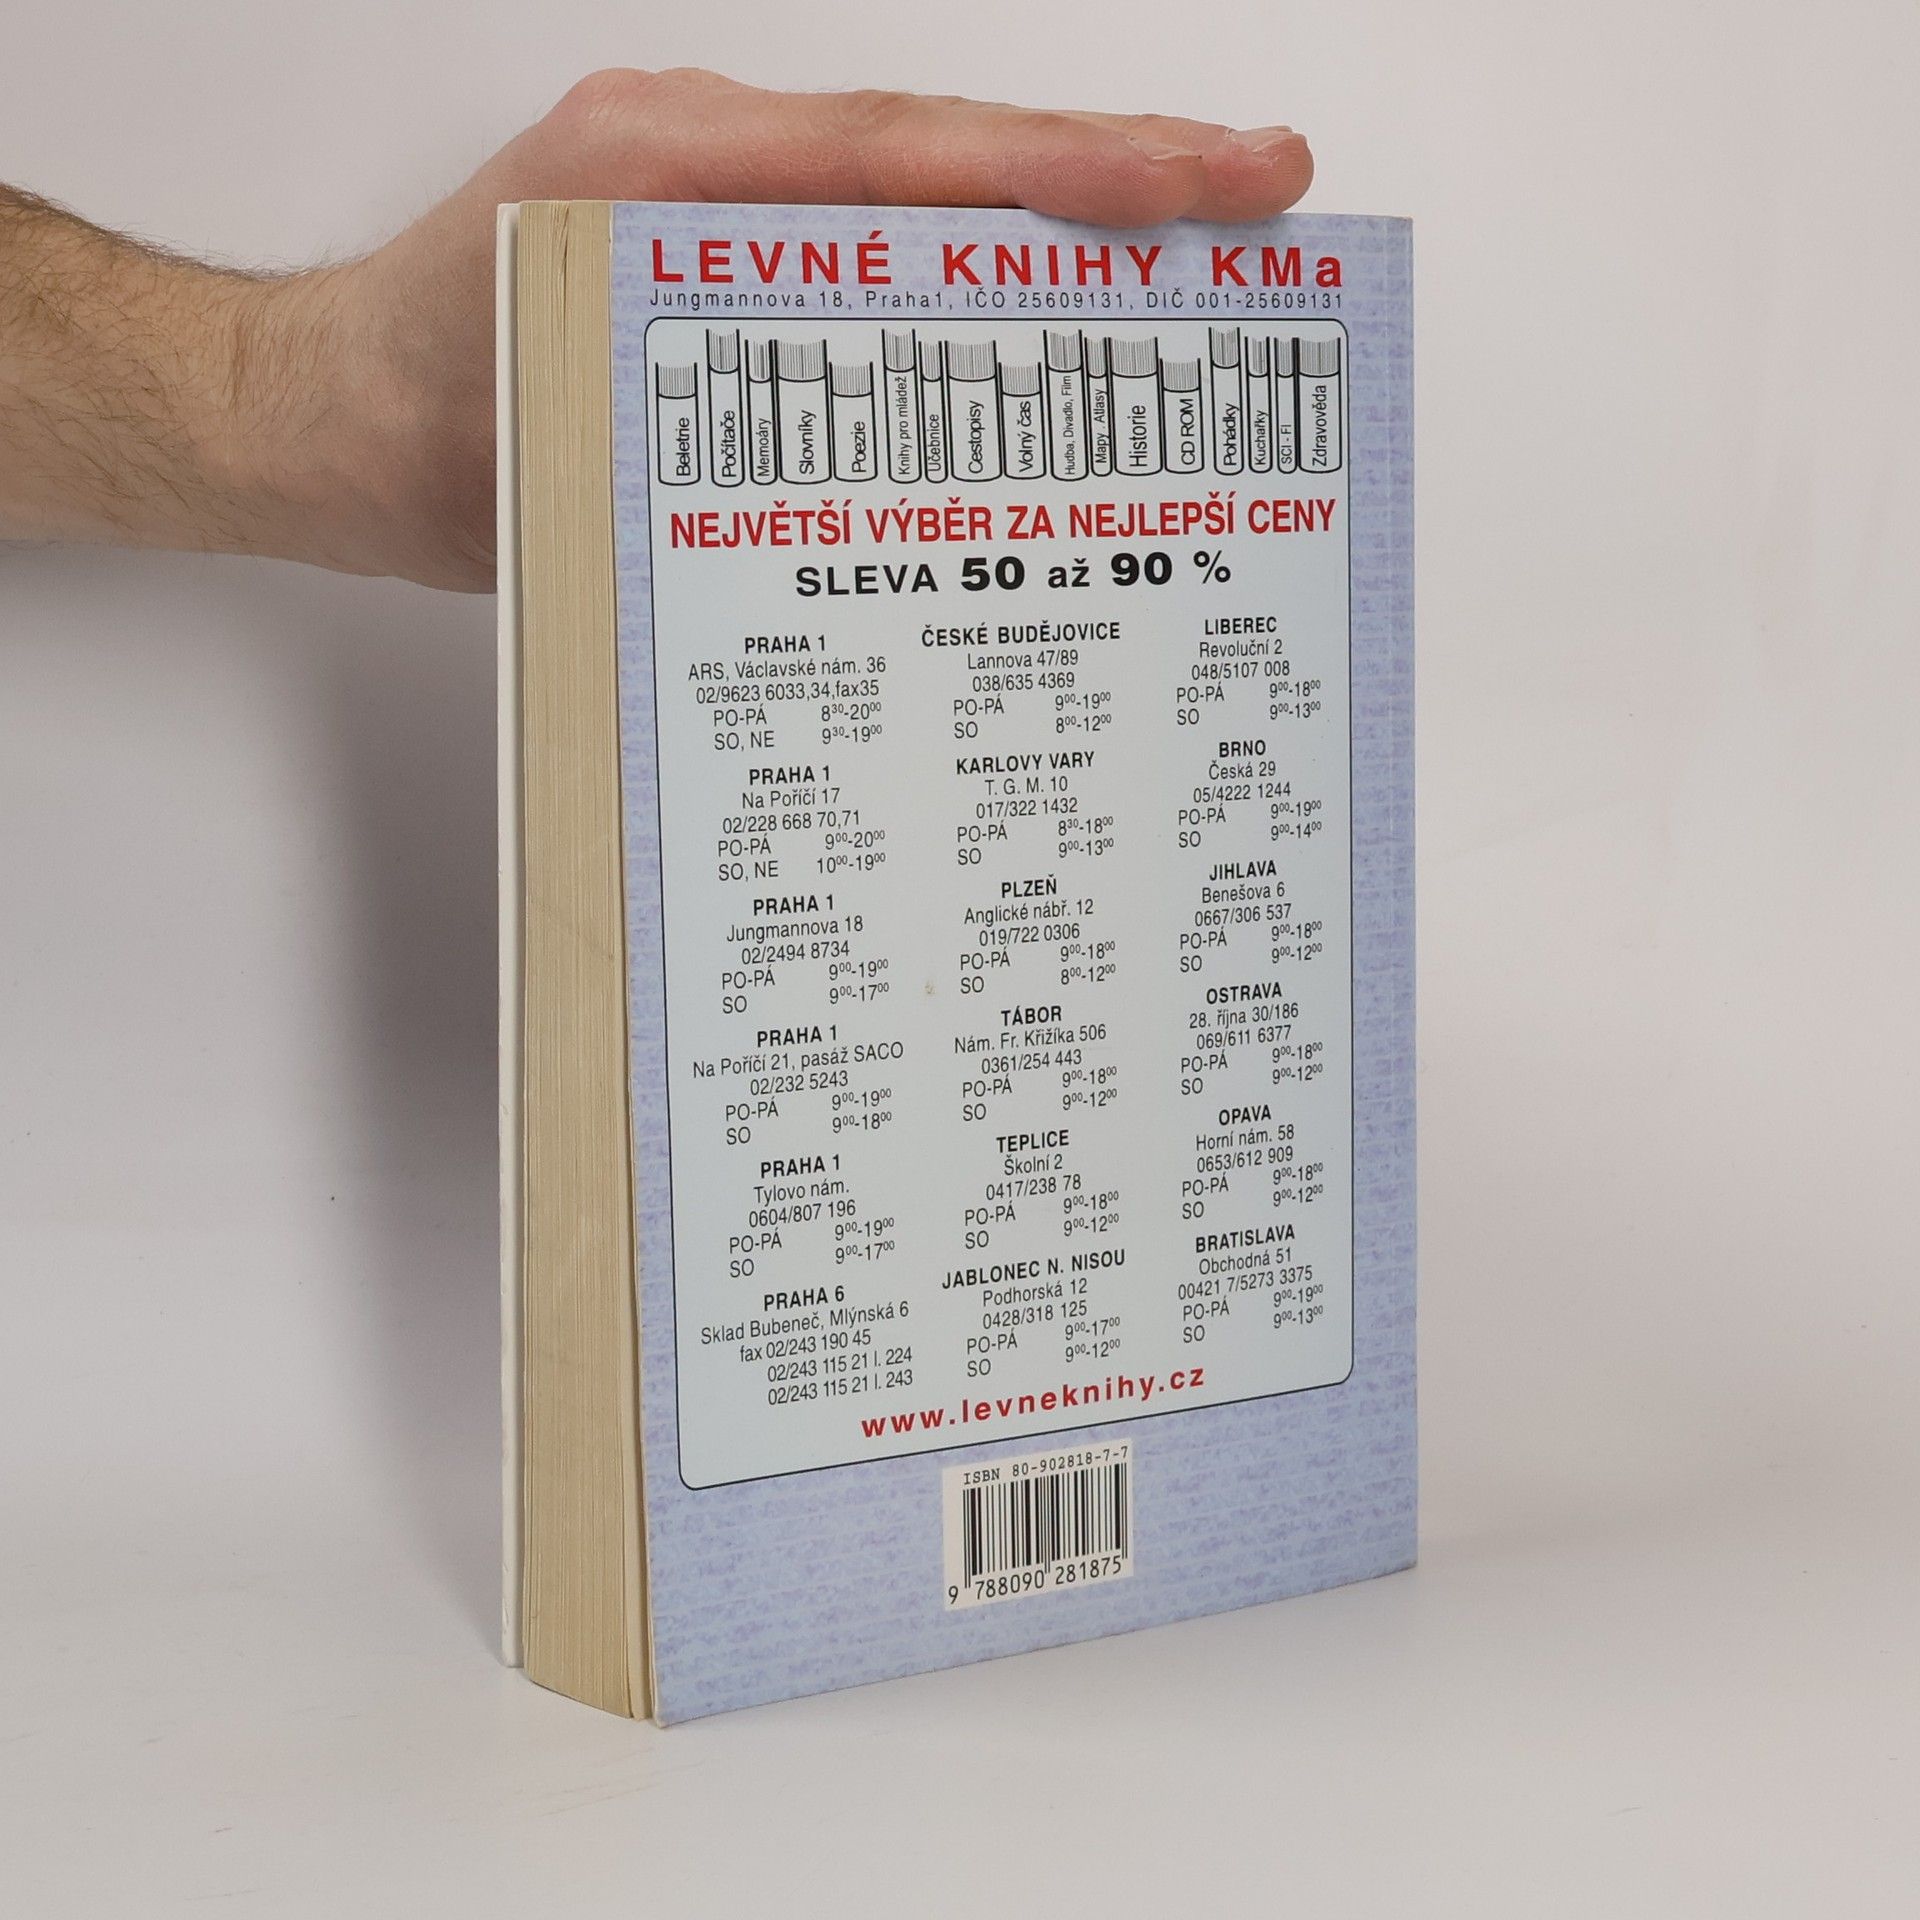 LEVNÉ KNIHY KMa
Jungmannova 18, Praha1, IČO 25609131, DIČ 001-25609131
Beletrie
Počítače
Memoáry
Slovníky
Poezie
Knihy pro mládež
Učebnice
Cestopisy
Volný čas
Hudba, Divadlo, Film
Mapy . Atlasy
Historie
CD ROM
Pohádky
Kuchařky
SCI - FI
Zdravověda
NEJVĚTŠÍ VÝBĚR ZA NEJLEPŠÍ CENY
SLEVA 50 až 90 %
PRAHA 1
ARS, Václavské nám. 36
02/9623 6033,34,fax35
PO-PÁ 8³⁰-20⁰⁰
SO, NE 9³⁰-19⁰⁰
PRAHA 1
Na Poříčí 17
02/228 668 70,71
PO-PÁ 9⁰⁰-20⁰⁰
SO, NE 10⁰⁰-19⁰⁰
PRAHA 1
Jungmannova 18
02/2494 8734
PO-PÁ 9⁰⁰-19⁰⁰
SO 9⁰⁰-17⁰⁰
PRAHA 1
Na Poříčí 21, pasáž SACO
02/232 5243
PO-PÁ 9⁰⁰-19⁰⁰
SO 9⁰⁰-18⁰⁰
PRAHA 1
Tylovo nám.
0604/807 196
PO-PÁ 9⁰⁰-19⁰⁰
SO 9⁰⁰-17⁰⁰
PRAHA 6
Sklad Bubeneč, Mlýnská 6
fax 02/243 190 45
02/243 115 21 l. 224
02/243 115 21 l. 243
ČESKÉ BUDĚJOVICE
Lannova 47/89
038/635 4369
PO-PÁ 9⁰⁰-19⁰⁰
SO 8⁰⁰-12⁰⁰
KARLOVY VARY
T. G. M. 10
017/322 1432
PO-PÁ 8³⁰-18⁰⁰
SO 9⁰⁰-13⁰⁰
PLZEŇ
Anglické nábř. 12
019/722 0306
PO-PÁ 9⁰⁰-18⁰⁰
SO 8⁰⁰-12⁰⁰
TÁBOR
Nám. Fr. Křižíka 506
0361/254 443
PO-PÁ 9⁰⁰-18⁰⁰
SO 9⁰⁰-12⁰⁰
TEPLICE
Školní 2
0417/238 78
PO-PÁ 9⁰⁰-18⁰⁰
SO 9⁰⁰-12⁰⁰
JABLONEC N. NISOU
Podhorská 12
0428/318 125
PO-PÁ 9⁰⁰-17⁰⁰
SO 9⁰⁰-12⁰⁰
LIBEREC
Revoluční 2
048/5107 008
PO-PÁ 9⁰⁰-18⁰⁰
SO 9⁰⁰-13⁰⁰
BRNO
Česká 29
05/4222 1244
PO-PÁ 9⁰⁰-19⁰⁰
SO 9⁰⁰-14⁰⁰
JIHLAVA
Benešova 6
0667/306 537
PO-PÁ 9⁰⁰-18⁰⁰
SO 9⁰⁰-12⁰⁰
OSTRAVA
28. října 30/186
069/611 6377
PO-PÁ 9⁰⁰-18⁰⁰
SO 9⁰⁰-12⁰⁰
OPAVA
Horní nám. 58
0653/612 909
PO-PÁ 9⁰⁰-18⁰⁰
SO 9⁰⁰-12⁰⁰
BRATISLAVA
Obchodná 51
00421 7/5273 3375
PO-PÁ 9⁰⁰-19⁰⁰
SO 9⁰⁰-13⁰⁰
www.levneknihy.cz
ISBN 80-902818-7-7
9 788090 281875